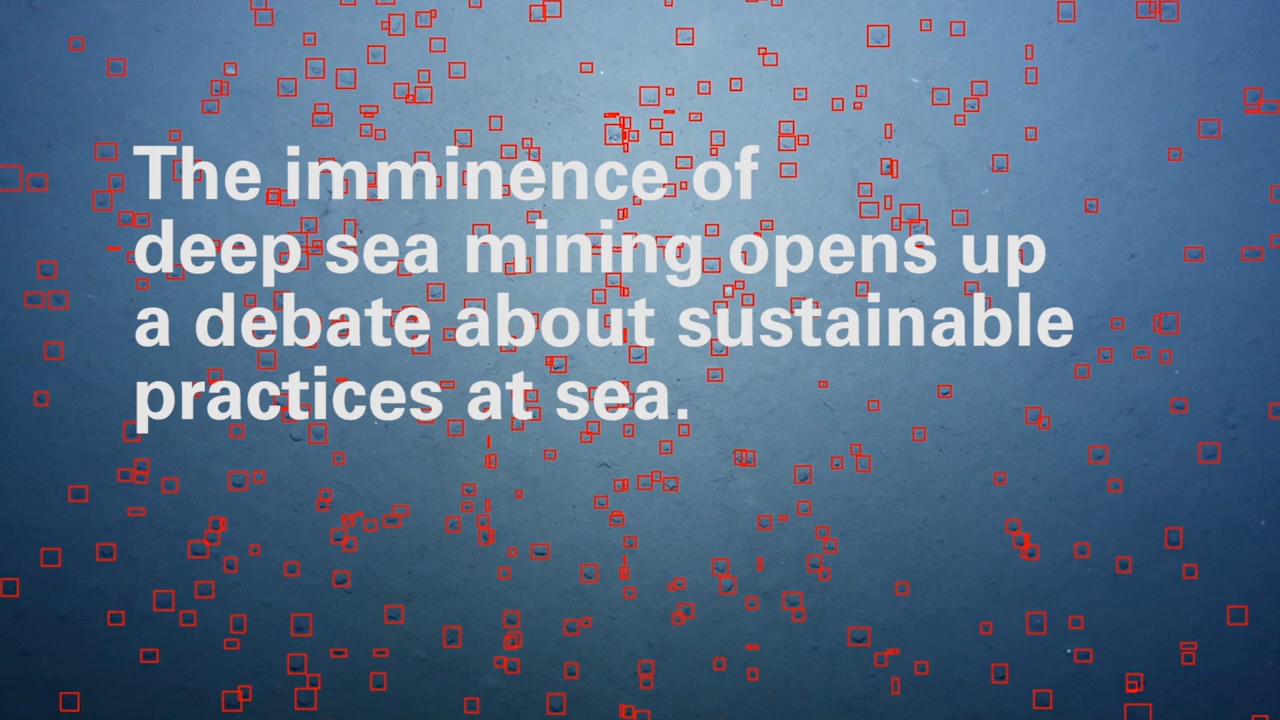 The imminence of
deep sea mining opens up
a debate about sustainable
practices at sea.